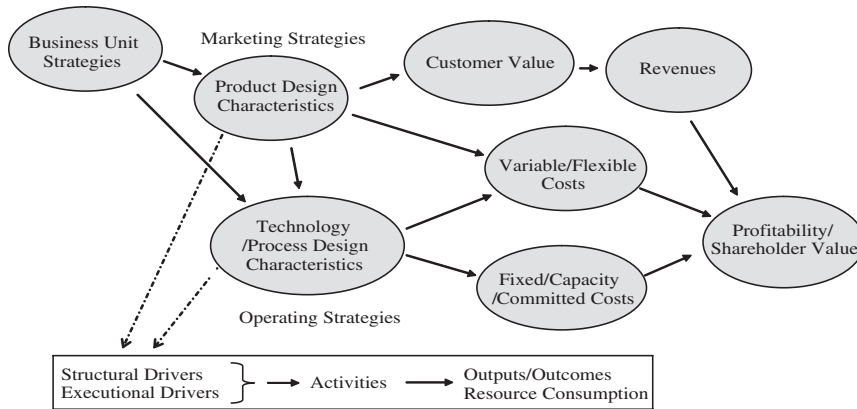 Business Unit
Strategies
Marketing Strategies
Product Design
Characteristics
Customer Value
Revenues
Variable/Flexible
Costs
Technology
/Process Design
Characteristics
Profitability/
Shareholder Value
Fixed/Capacity
/Committed Costs
Operating Strategies
Structural Drivers
Executional Drivers
Activities
Outputs/Outcomes
Resource Consumption